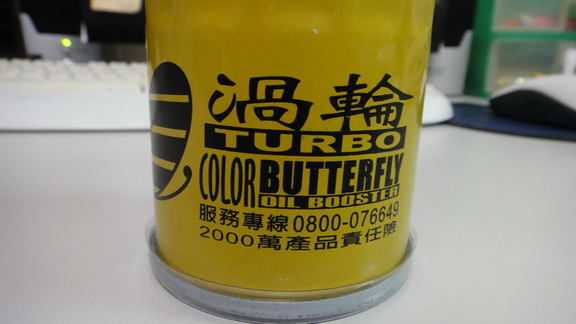 渦輪
TURBO
COLOR BUTTERFLY
OIL BOOSTER
服務專線 0800-076649
2000萬產品責任險